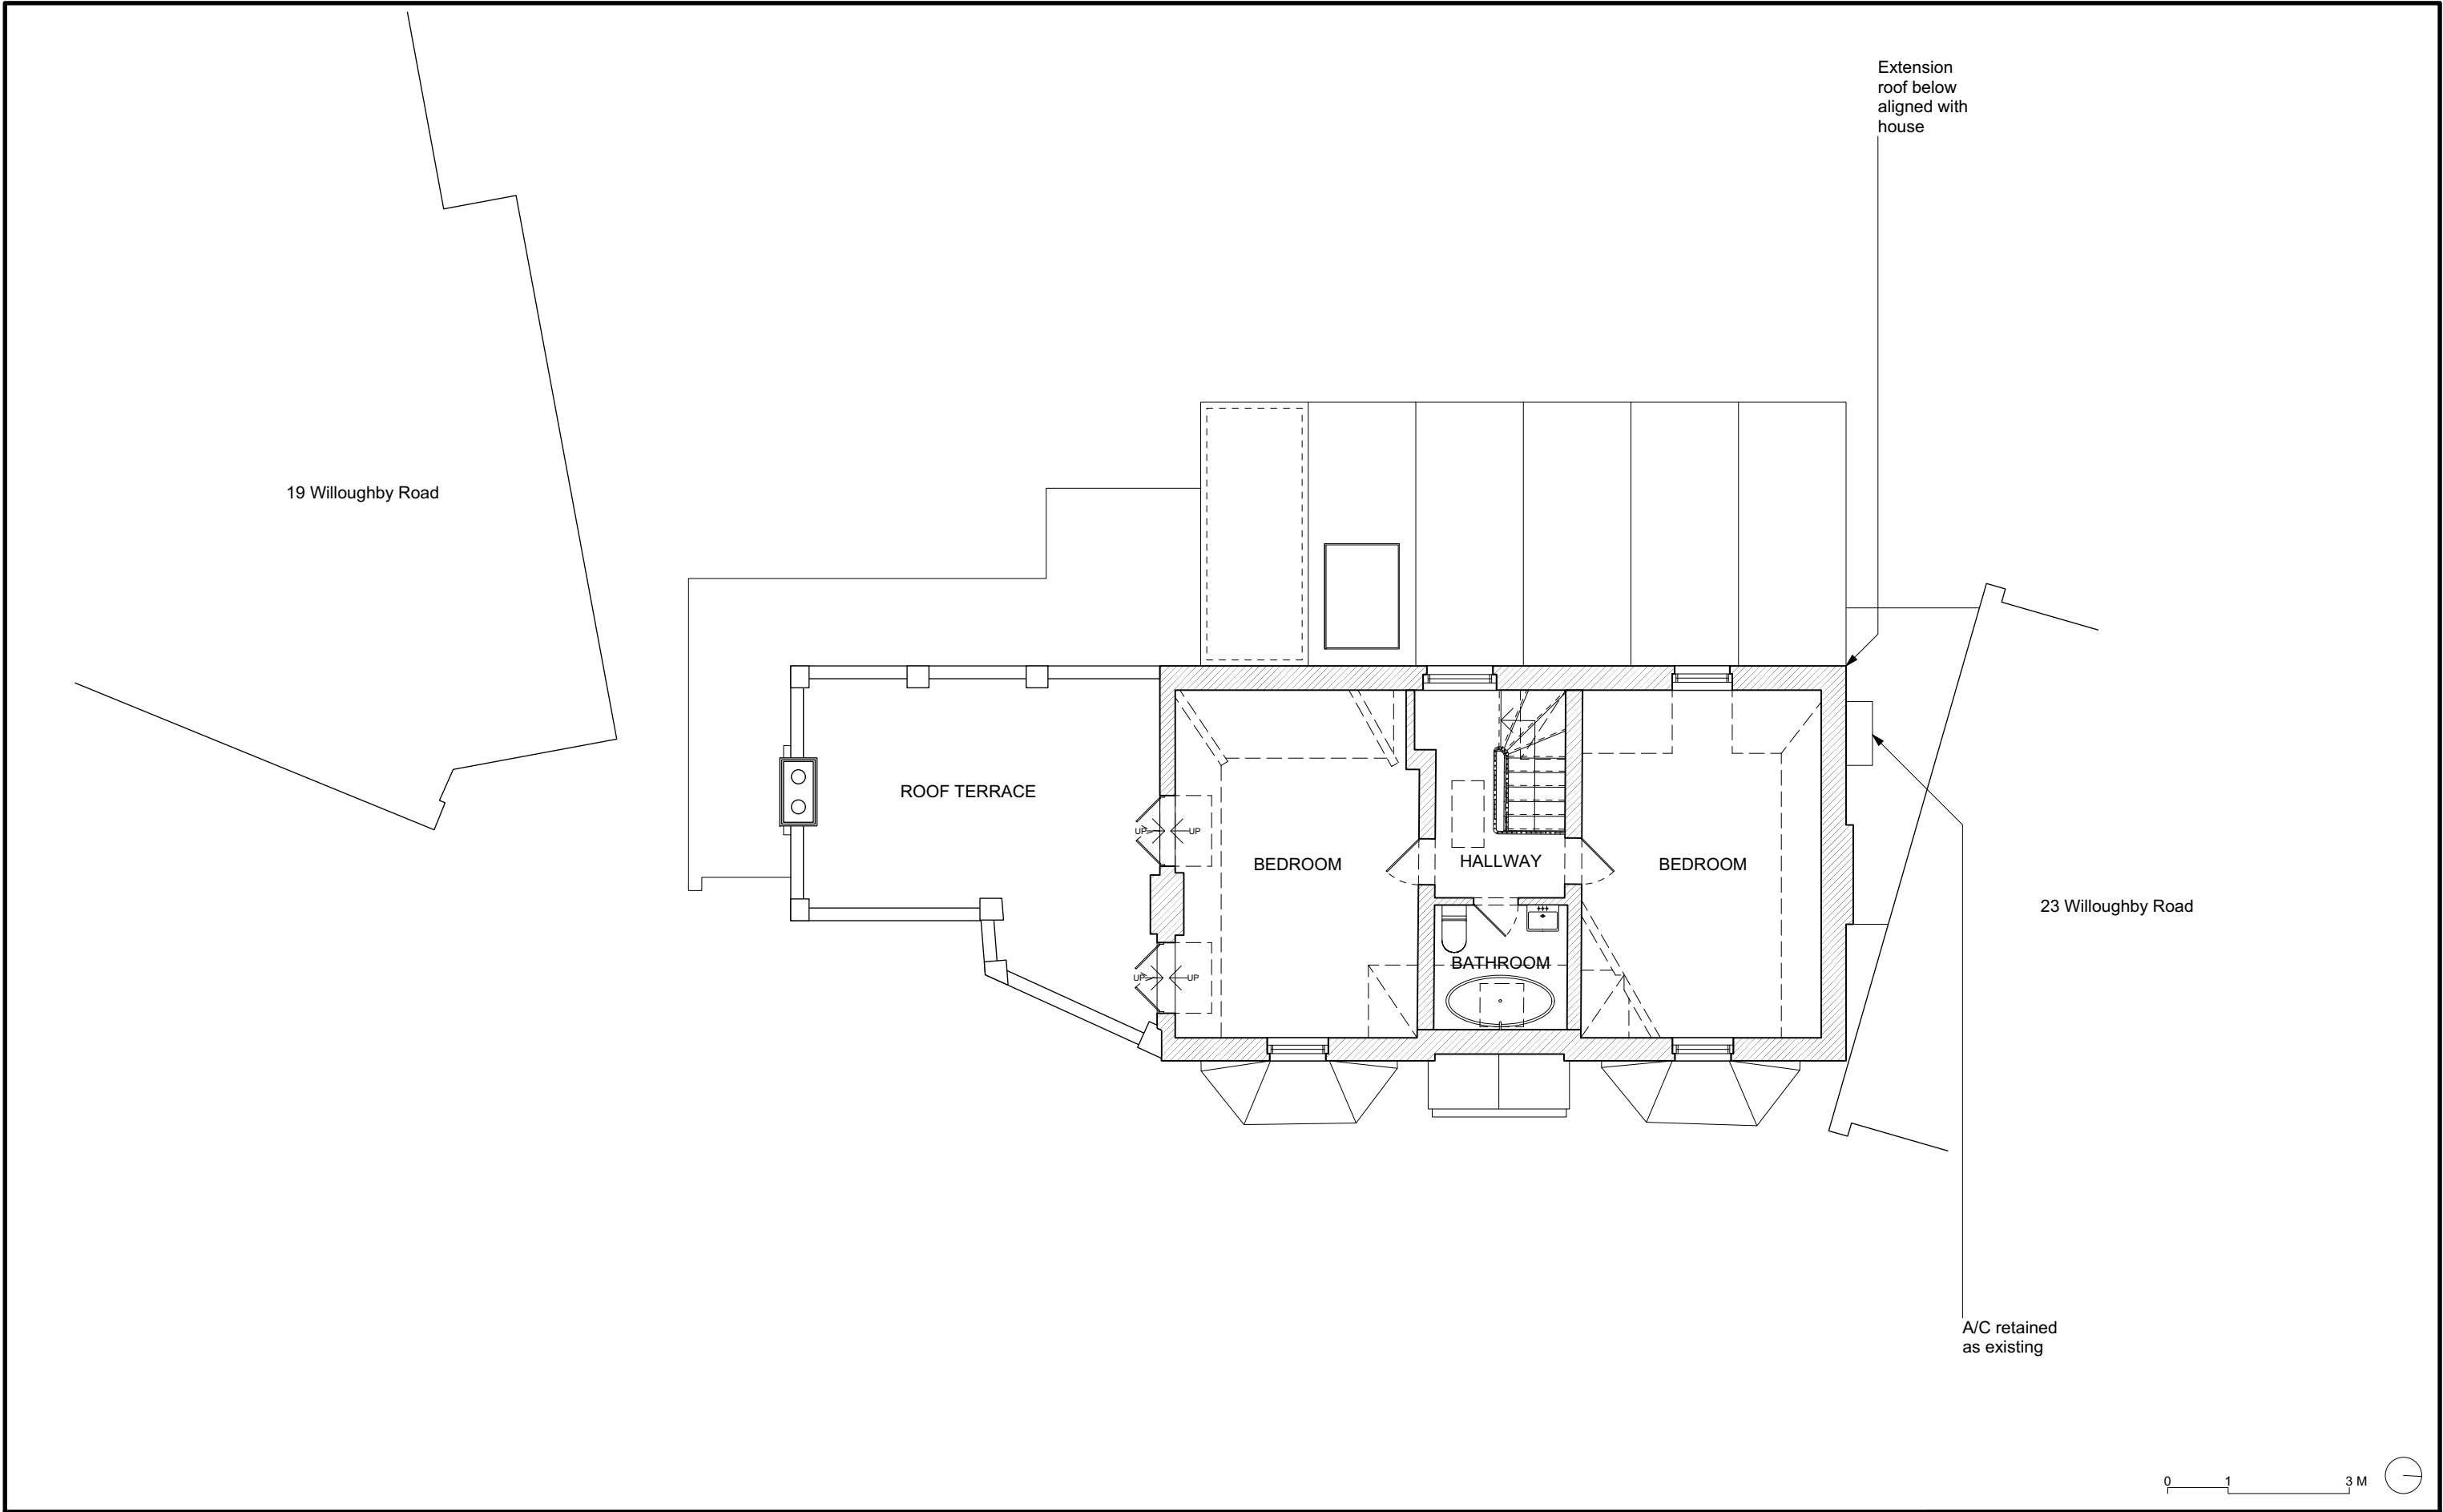 Extension
roof below
aligned with
house
19 Willoughby Road
ROOF TERRACE
UP
UP
BEDROOM
HALLWAY
BEDROOM
23 Willoughby Road
BATHROOM
UP
UP
A/C retained
as existing
0 1 3 M